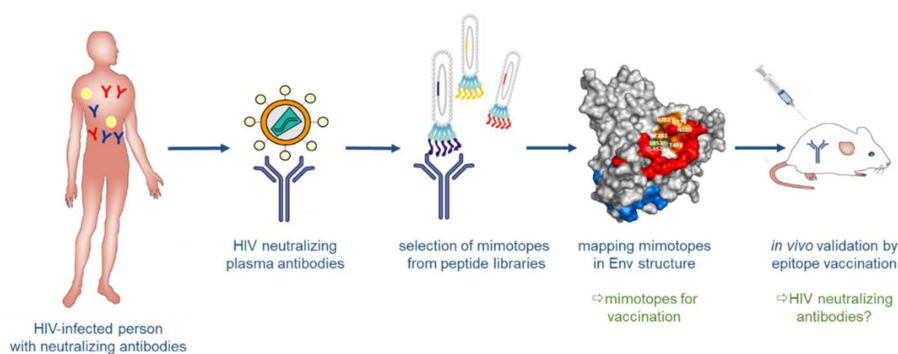 HIV-infected person
with neutralizing antibodies
HIV neutralizing
plasma antibodies
selection of mimotopes
from peptide libraries
mapping mimotopes
in Env structure
⇨mimotopes for
vaccination
in vivo validation by
epitope vaccination
⇨HIV neutralizing
antibodies?